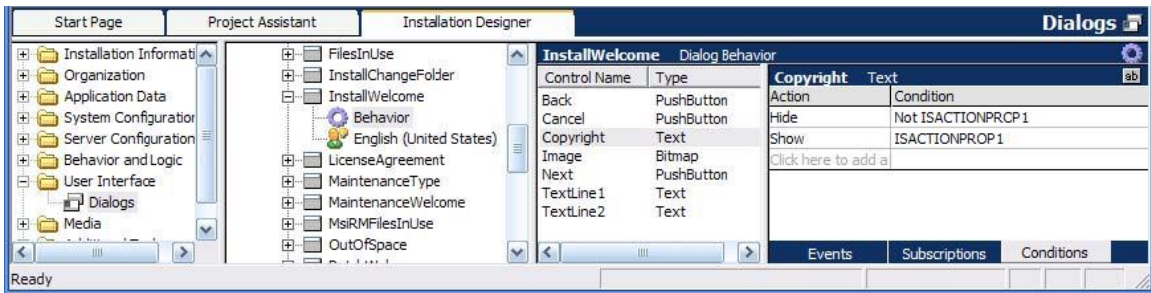 Start Page
Project Assistant
Installation Designer
Dialogs
Installation Informati
Organization
Application Data
System Configuration
Server Configuration
Behavior and Logic
User Interface
Dialogs
Media
FilesInUse
InstallChangeFolder
InstallWelcome
Behavior
English (United States)
LicenseAgreement
MaintenanceType
MaintenanceWelcome
MsiRMFilesInUse
OutOfSpace
InstallWelcome Dialog Behavior
Control Name Type
Back PushButton
Cancel PushButton
Copyright Text
Image Bitmap
Next PushButton
TextLine1 Text
TextLine2 Text
Copyright Text
ab
Action Condition
Hide Not ISACTIONPRCP1
Show ISACTIONPROP1
Click here to add a
Events Subscriptions Conditions
Ready